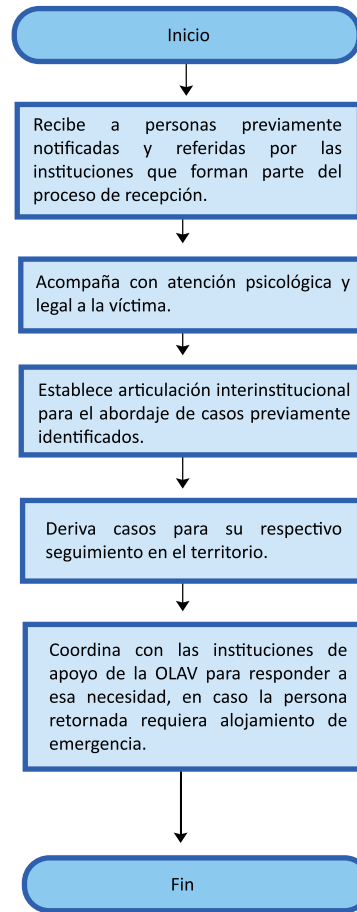 Inicio
Recibe a personas previamente
notificadas y referidas por las
instituciones que forman parte del
proceso de recepción.
Acompaña con atención psicológica y
legal a la víctima.
Establece articulación interinstitucional
para el abordaje de casos previamente
identificados.
Deriva casos para su respectivo
seguimiento en el territorio.
Coordina con las instituciones de
apoyo de la OLAV para responder a
esa necesidad, en caso la persona
retornada requiera alojamiento de
emergencia.
Fin